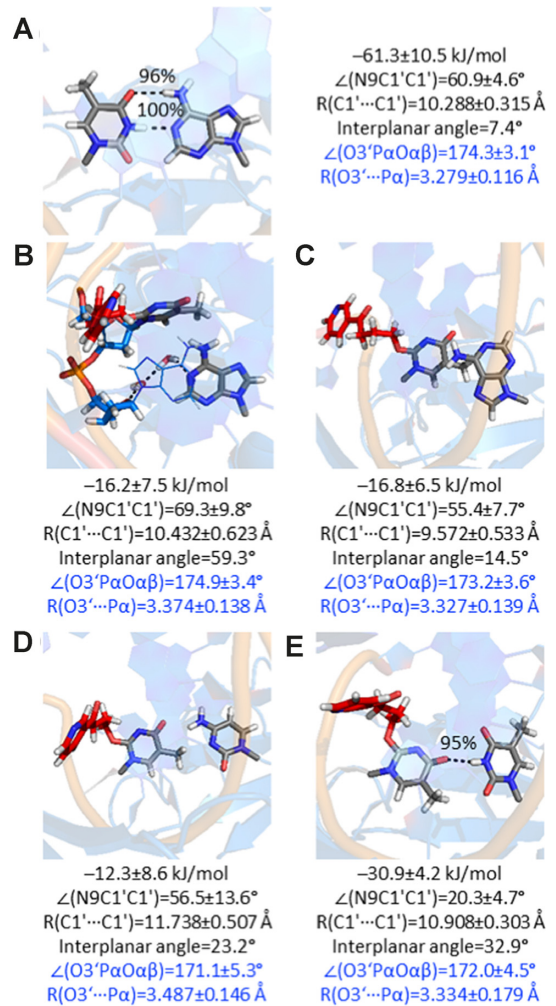 A
96%
100%
–61.3±10.5 kJ/mol
∠(N9C1'C1')=60.9±4.6°
R(C1'···C1')=10.288±0.315 Å
Interplanar angle=7.4°
∠(O3‘PαOαβ)=174.3±3.1°
R(O3‘···Pα)=3.279±0.116 Å
B
–16.2±7.5 kJ/mol
∠(N9C1'C1')=69.3±9.8°
R(C1'···C1')=10.432±0.623 Å
Interplanar angle=59.3°
∠(O3‘PαOαβ)=174.9±3.4°
R(O3‘···Pα)=3.374±0.138 Å
C
–16.8±6.5 kJ/mol
∠(N9C1'C1')=55.4±7.7°
R(C1'···C1')=9.572±0.533 Å
Interplanar angle=14.5°
∠(O3‘PαOαβ)=173.2±3.6°
R(O3‘···Pα)=3.327±0.139 Å
D
–12.3±8.6 kJ/mol
∠(N9C1'C1')=56.5±13.6°
R(C1'···C1')=11.738±0.507 Å
Interplanar angle=23.2°
∠(O3‘PαOαβ)=171.1±5.3°
R(O3‘···Pα)=3.487±0.146 Å
E
95%
–30.9±4.2 kJ/mol
∠(N9C1'C1')=20.3±4.7°
R(C1'···C1')=10.908±0.303 Å
Interplanar angle=32.9°
∠(O3‘PαOαβ)=172.0±4.5°
R(O3‘···Pα)=3.334±0.179 Å